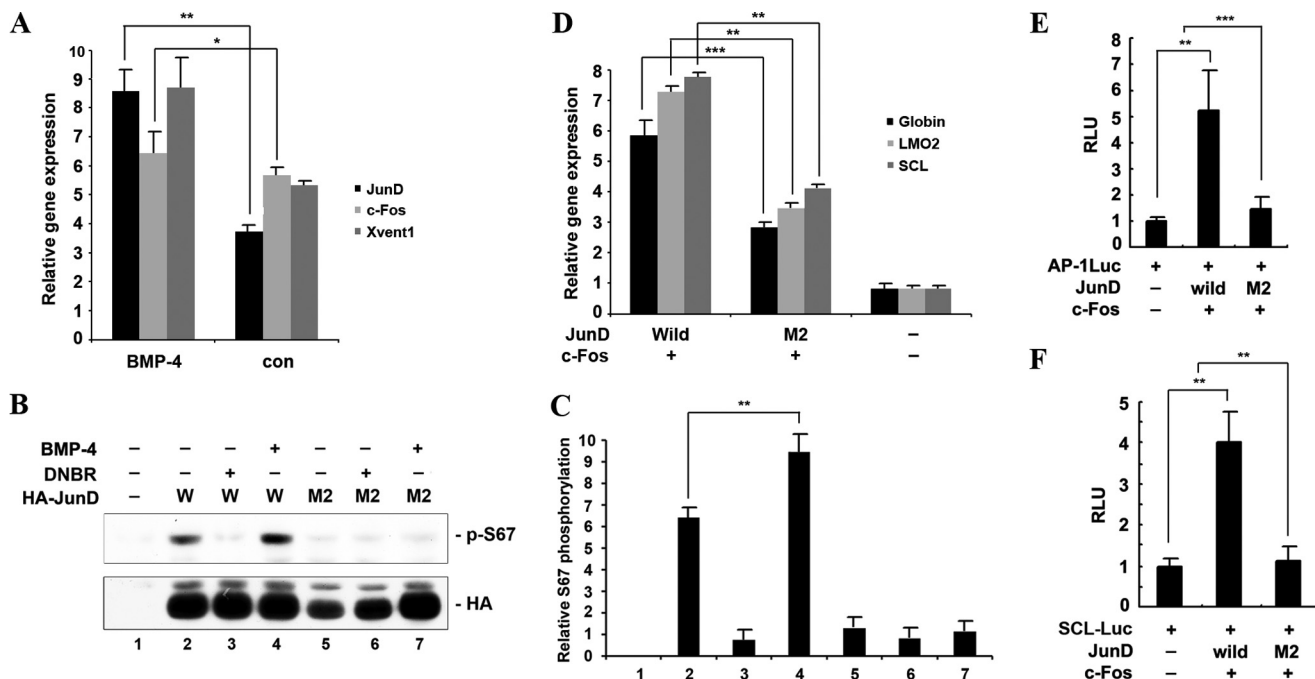 A
** 
*
10
9
8
7
6
5
4
3
2
1
0
Relative gene expression
JunD
c-Fos
Xvent1
BMP-4 con
B
BMP-4 – – – + – – +
DNBR – – + – – + –
HA-JunD – W W W M2 M2 M2
- p-S67
- HA
1 2 3 4 5 6 7
D
**
*** **
8
7
6
5
4
3
2
1
0
Relative gene expression
Globin
LMO2
SCL
JunD Wild M2 –
c-Fos + + –
C
**
10
9
8
7
6
5
4
3
2
1
0
Relative S67 phosphorylation
1 2 3 4 5 6 7
E
***
**
8
7
6
5
4
3
2
1
0
RLU
AP-1Luc + + +
JunD – wild M2
c-Fos – + +
F
**
**
5
4
3
2
1
0
RLU
SCL-Luc + + +
JunD – wild M2
c-Fos – + +